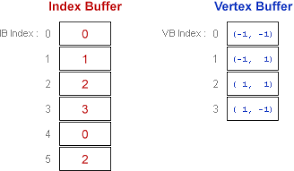 Index Buffer Vertex Buffer
IB Index : 0 0 VB Index : 0 (-1, -1)
1 1 1 (-1, 1)
2 2 2 ( 1, 1)
3 3 3 ( 1, -1)
4 0
5 2